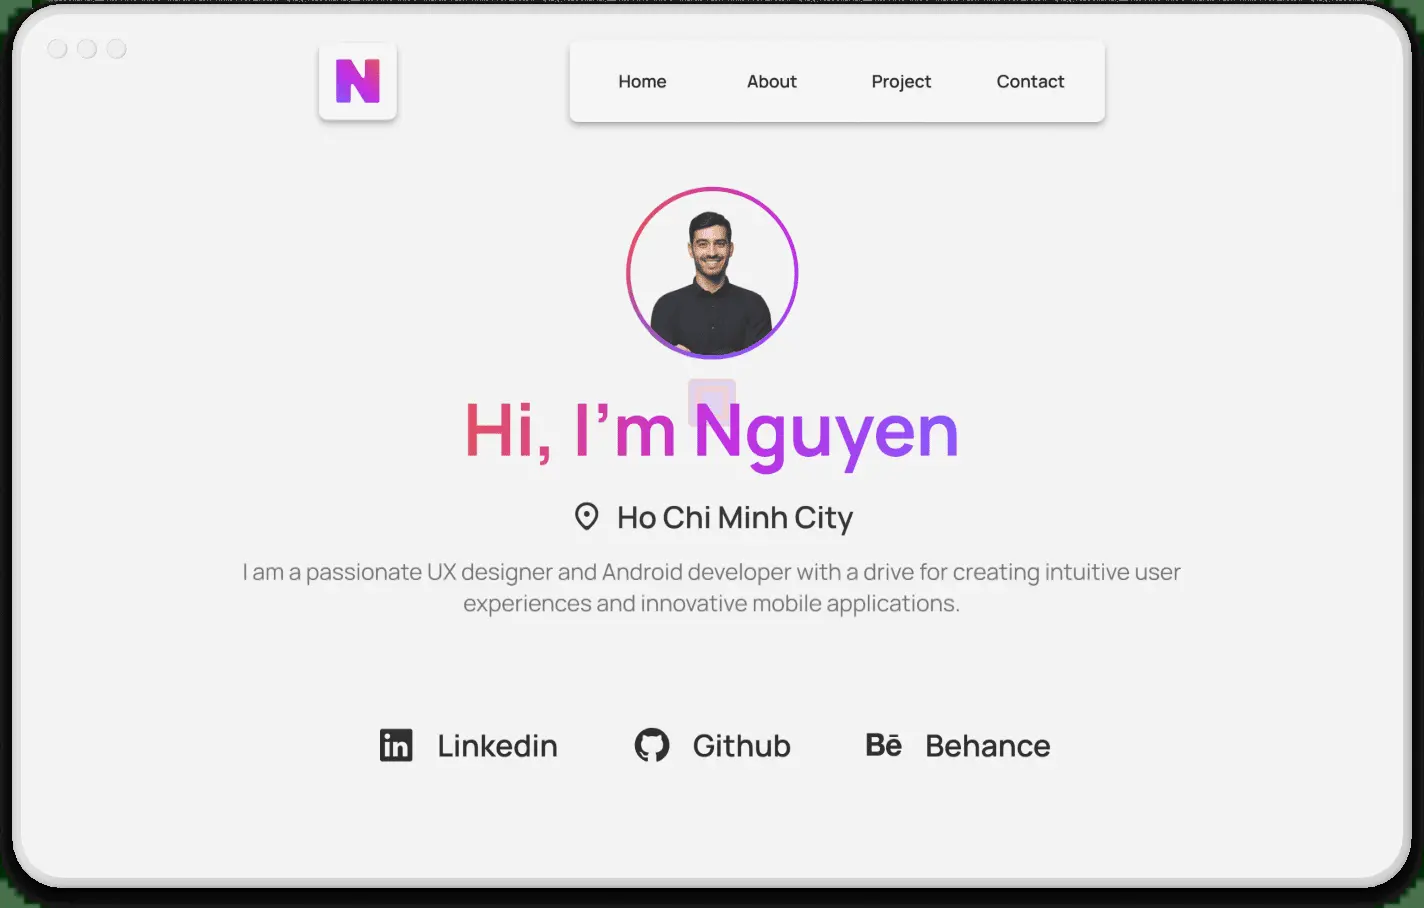 N
Home
About
Project
Contact
Hi, I'm Nguyen
Ho Chi Minh City
I am a passionate UX designer and Android developer with a drive for creating intuitive user
experiences and innovative mobile applications.
in Linkedin
Github
Bē Behance